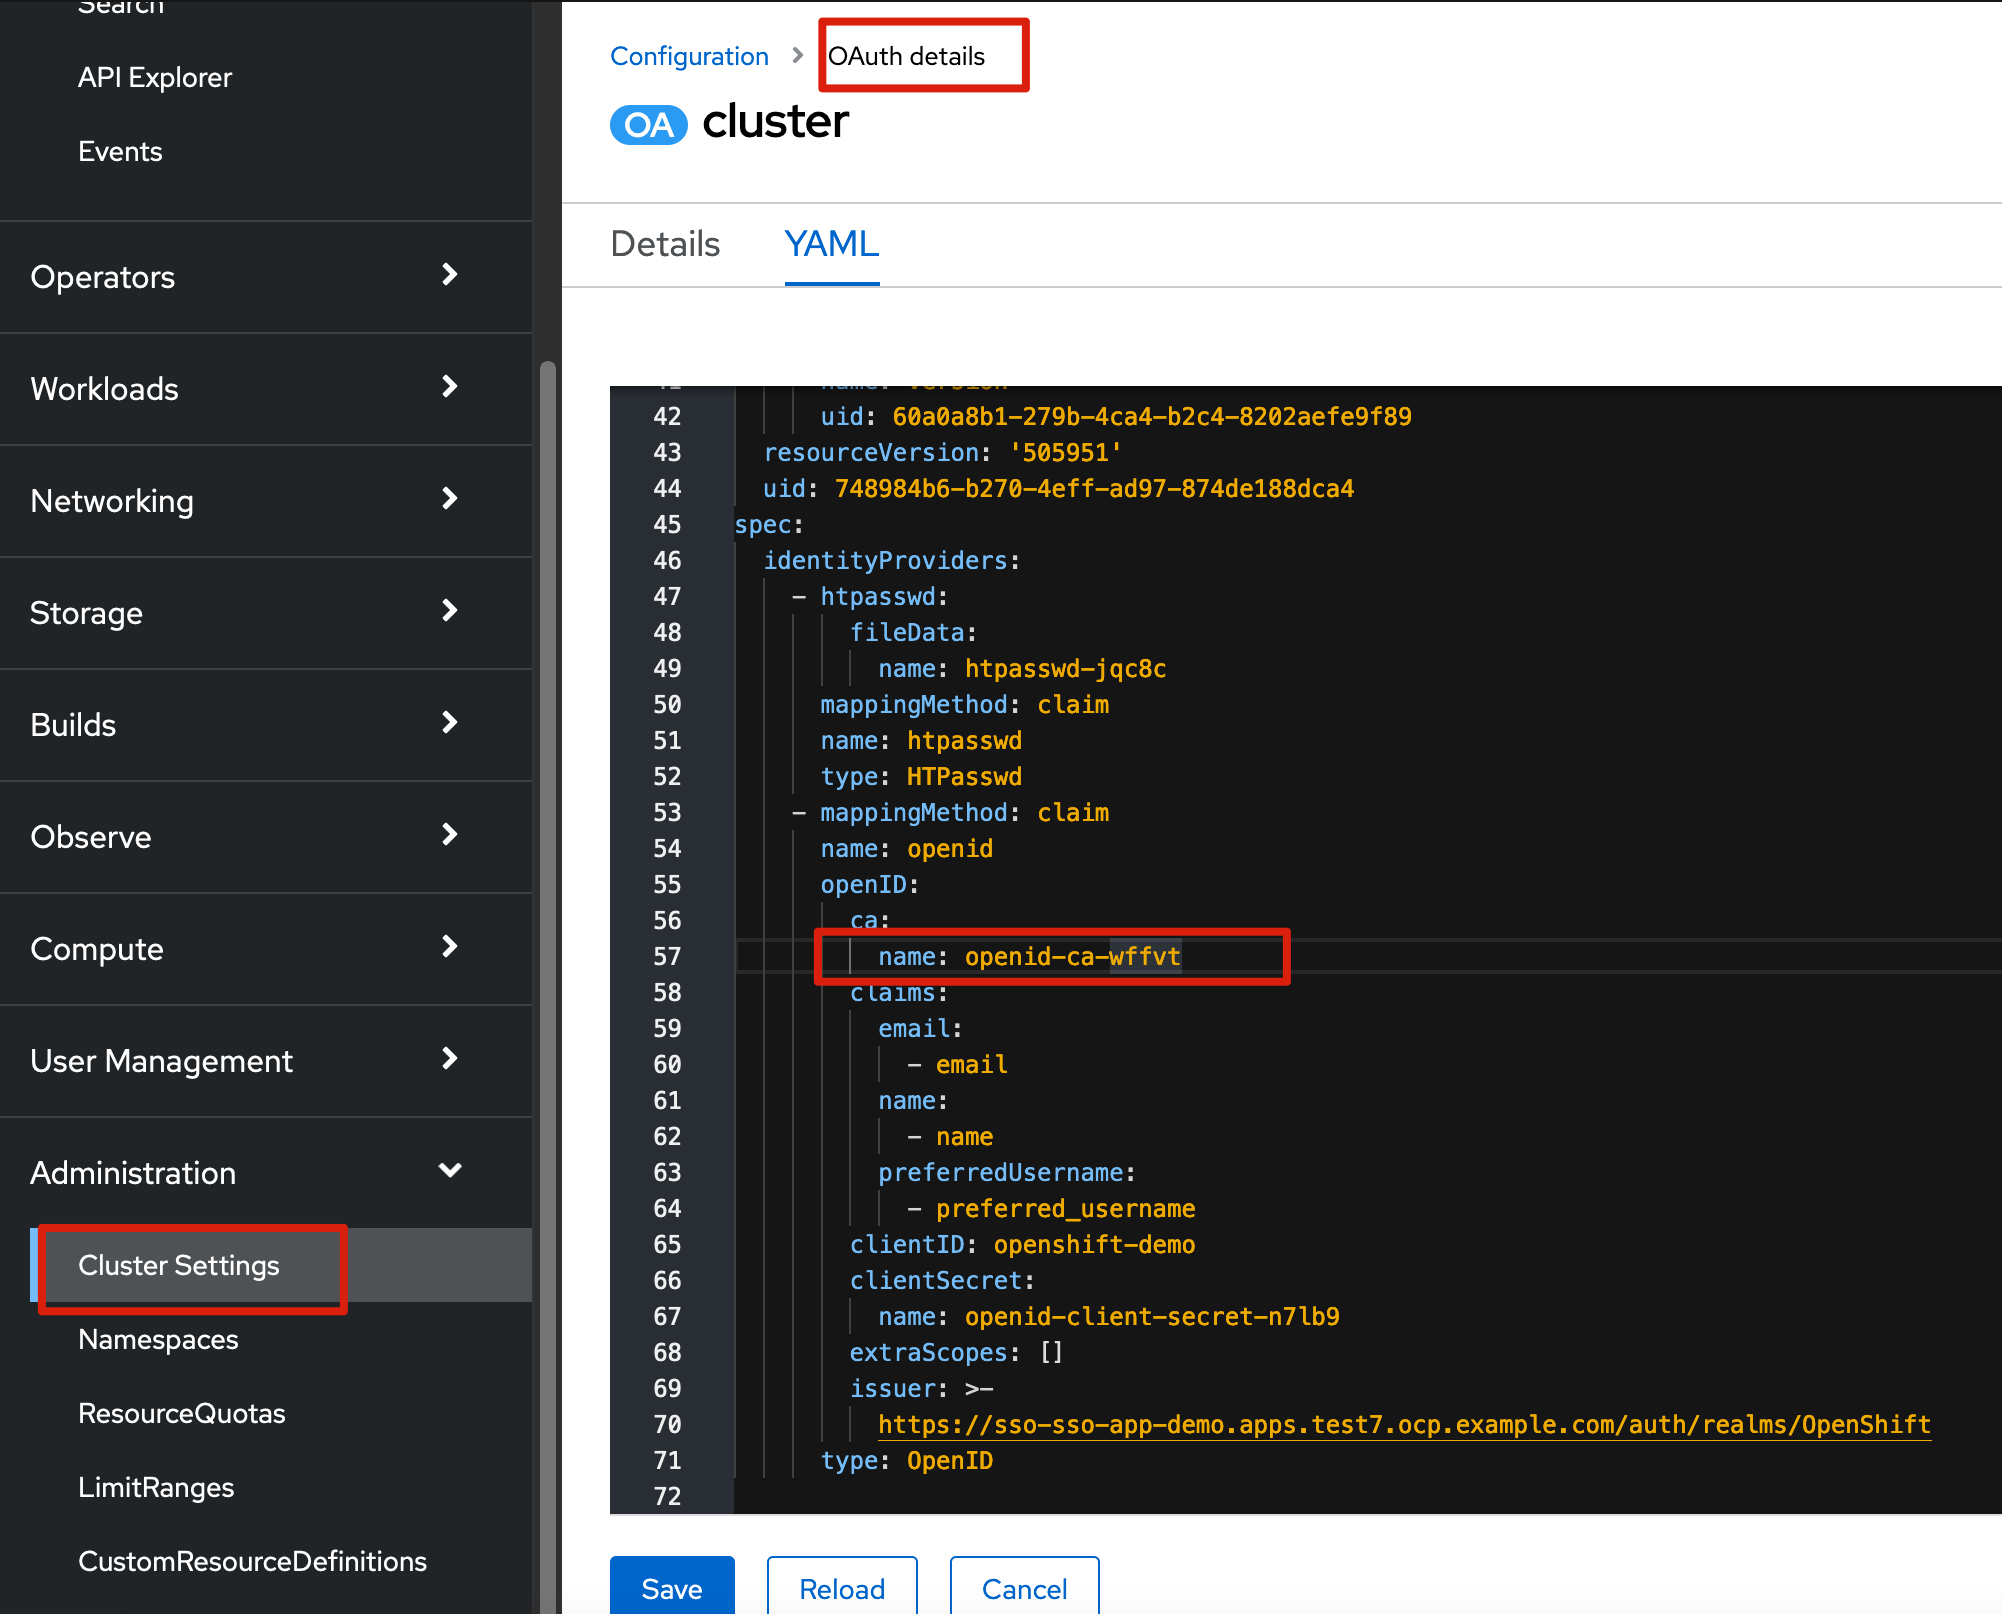 Search
API Explorer
Events
Operators
Workloads
Networking
Storage
Builds
Observe
Compute
User Management
Administration
Cluster Settings
Namespaces
ResourceQuotas
LimitRanges
CustomResourceDefinitions
Configuration > OAuth details
OA cluster
Details YAML
41 name: version
42 uid: 60a0a8b1-279b-4ca4-b2c4-8202aefe9f89
43 resourceVersion: '505951'
44 uid: 748984b6-b270-4eff-ad97-874de188dca4
45 spec:
46 identityProviders:
47 - htpasswd:
48 fileData:
49 name: htpasswd-jqc8c
50 mappingMethod: claim
51 name: htpasswd
52 type: HTPasswd
53 - mappingMethod: claim
54 name: openid
55 openID:
56 ca:
57 name: openid-ca-wffvt
58 claims:
59 email:
60 - email
61 name:
62 - name
63 preferredUsername:
64 - preferred_username
65 clientID: openshift-demo
66 clientSecret:
67 name: openid-client-secret-n7lb9
68 extraScopes: []
69 issuer: >-
70 https://sso-sso-app-demo.apps.test7.ocp.example.com/auth/realms/OpenShift
71 type: OpenID
72
Save Reload Cancel